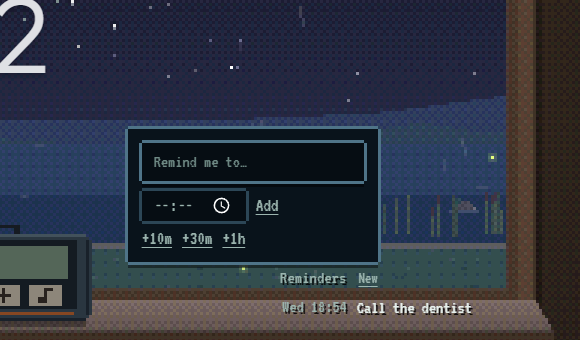 2
Remind me to…
--:-- Add
+10m +30m +1h
Reminders New
Wed 18:54 Call the dentist